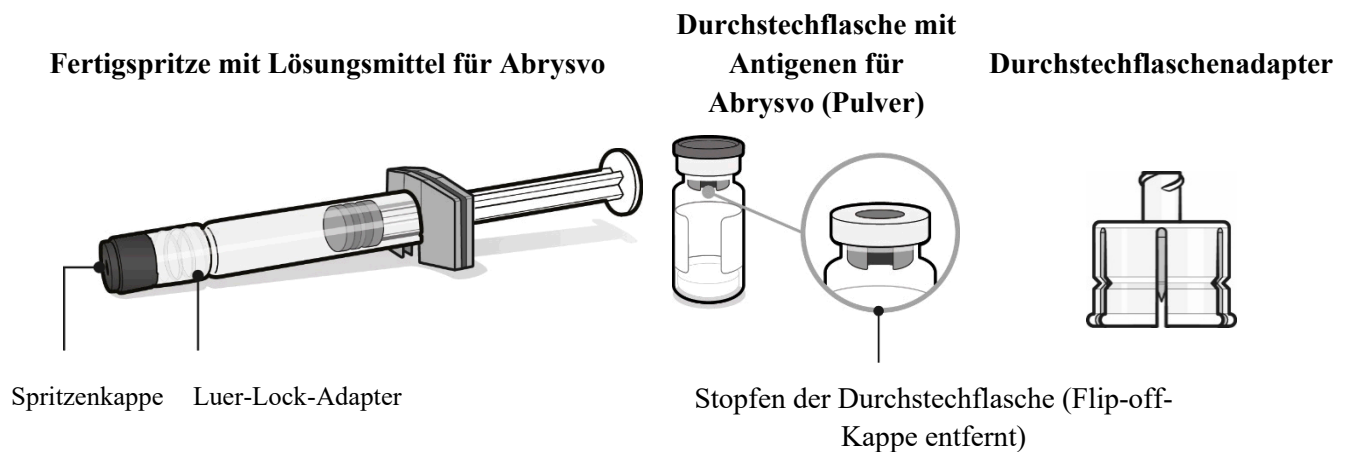 Fertigspritze mit Lösungsmittel für Abrysvo
Durchstechflasche mit
Antigenen für
Abrysvo (Pulver)
Durchstechflaschenadapter
Spritzenkappe
Luer-Lock-Adapter
Stopfen der Durchstechflasche (Flip-off-
Kappe entfernt)